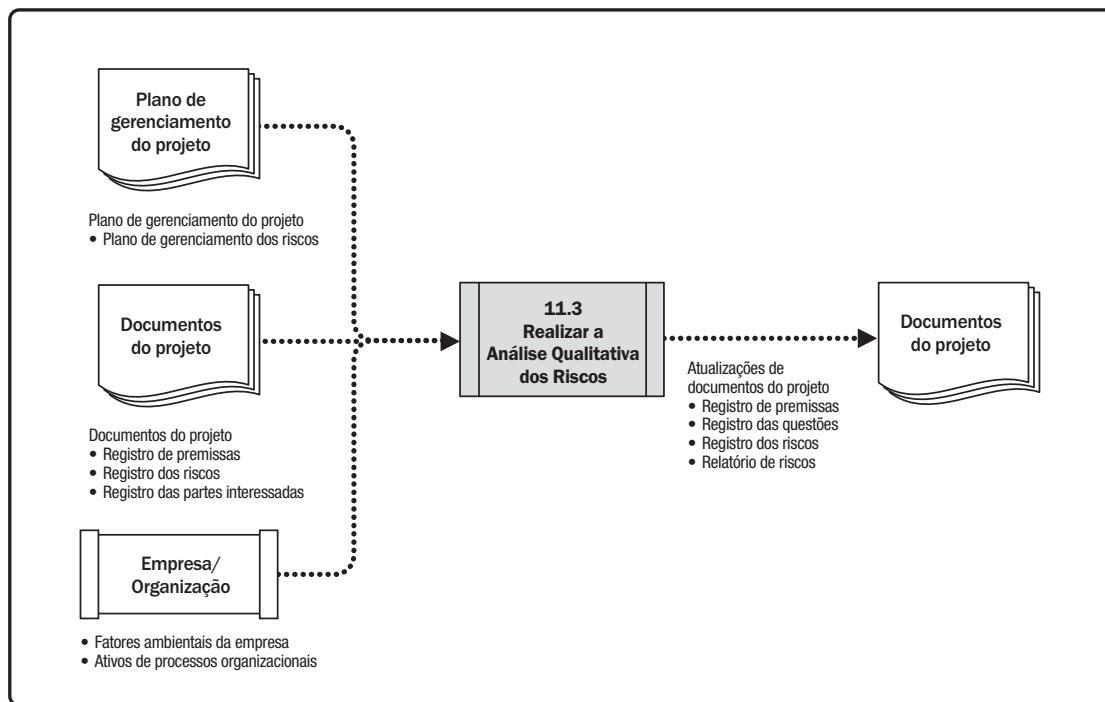 Plano de
gerenciamento
do projeto
Plano de gerenciamento do projeto
• Plano de gerenciamento dos riscos
Documentos
do projeto
Documentos do projeto
• Registro de premissas
• Registro dos riscos
• Registro das partes interessadas
Empresa/
Organização
• Fatores ambientais da empresa
• Ativos de processos organizacionais
11.3
Realizar a
Análise Qualitativa
dos Riscos
Atualizações de
documentos do projeto
• Registro de premissas
• Registro das questões
• Registro dos riscos
• Relatório de riscos
Documentos
do projeto